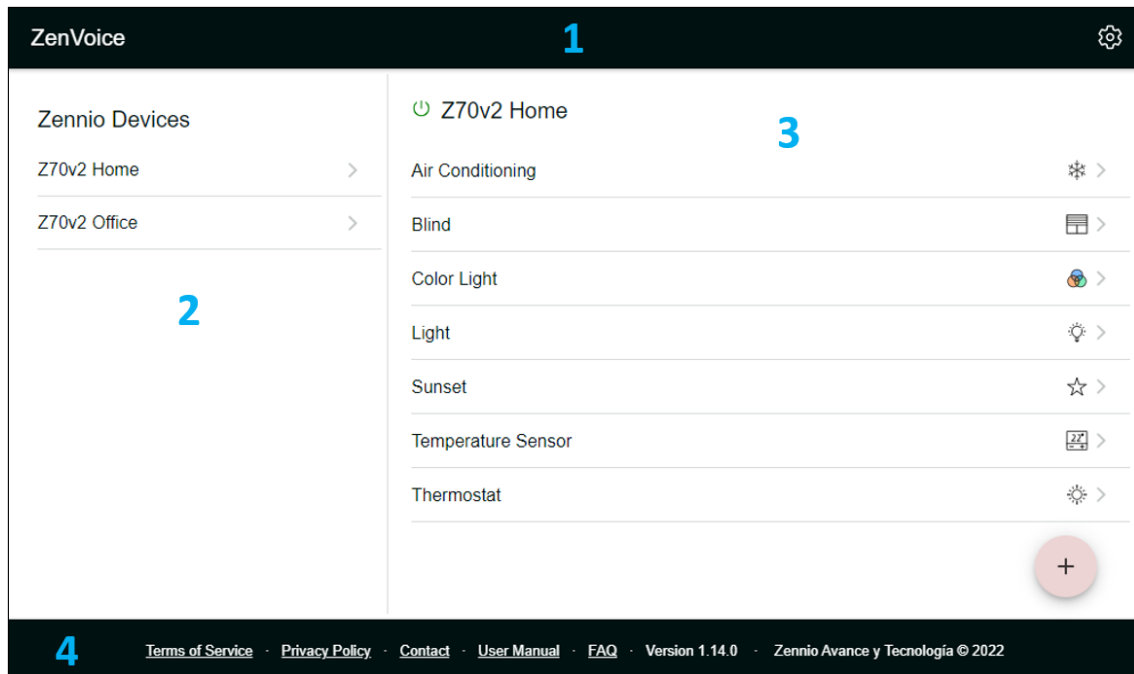 ZenVoice
1
Zennio Devices
Z70v2 Home
Z70v2 Office
2
Z70v2 Home
3
Air Conditioning
Blind
Color Light
Light
Sunset
Temperature Sensor
22°
Thermostat
+
4
Terms of Service · Privacy Policy · Contact · User Manual · FAQ · Version 1.14.0 · Zennio Avance y Tecnología © 2022